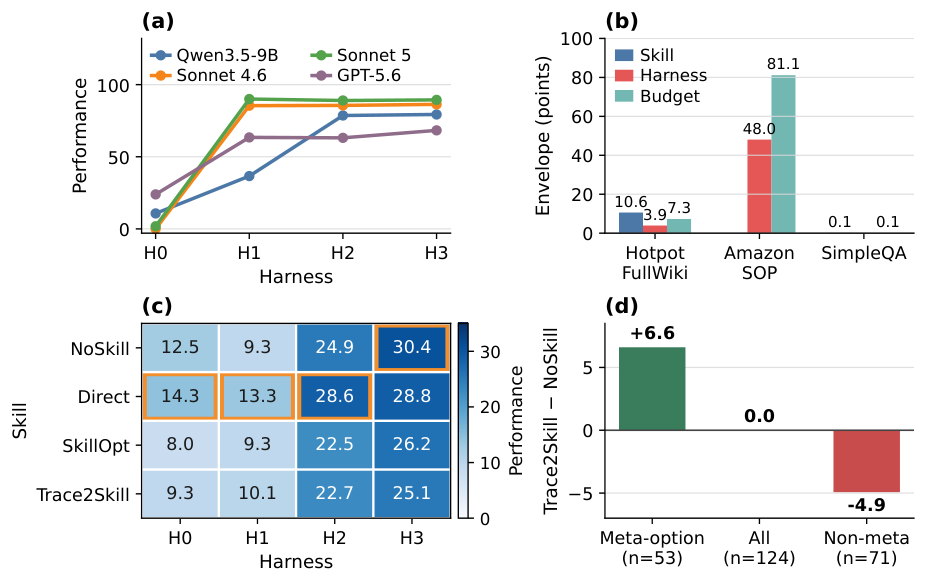 (a)
Performance
100
50
0
Qwen3.5-9B
Sonnet 4.6
Sonnet 5
GPT-5.6
H0 H1 H2 H3
Harness
(b)
Envelope (points)
100
80
60
40
20
0
Skill
Harness
Budget
10.6 3.9 7.3
48.0 81.1
0.1 0.1
Hotpot
FullWiki
Amazon
SOP
SimpleQA
(c)
Skill
NoSkill 12.5 9.3 24.9 30.4
Direct 14.3 13.3 28.6 28.8
SkillOpt 8.0 9.3 22.5 26.2
Trace2Skill 9.3 10.1 22.7 25.1
H0 H1 H2 H3
Harness
30
20
10
0
Performance
(d)
Trace2Skill − NoSkill
5
0
−5
+6.6
0.0
-4.9
Meta-option
(n=53)
All
(n=124)
Non-meta
(n=71)